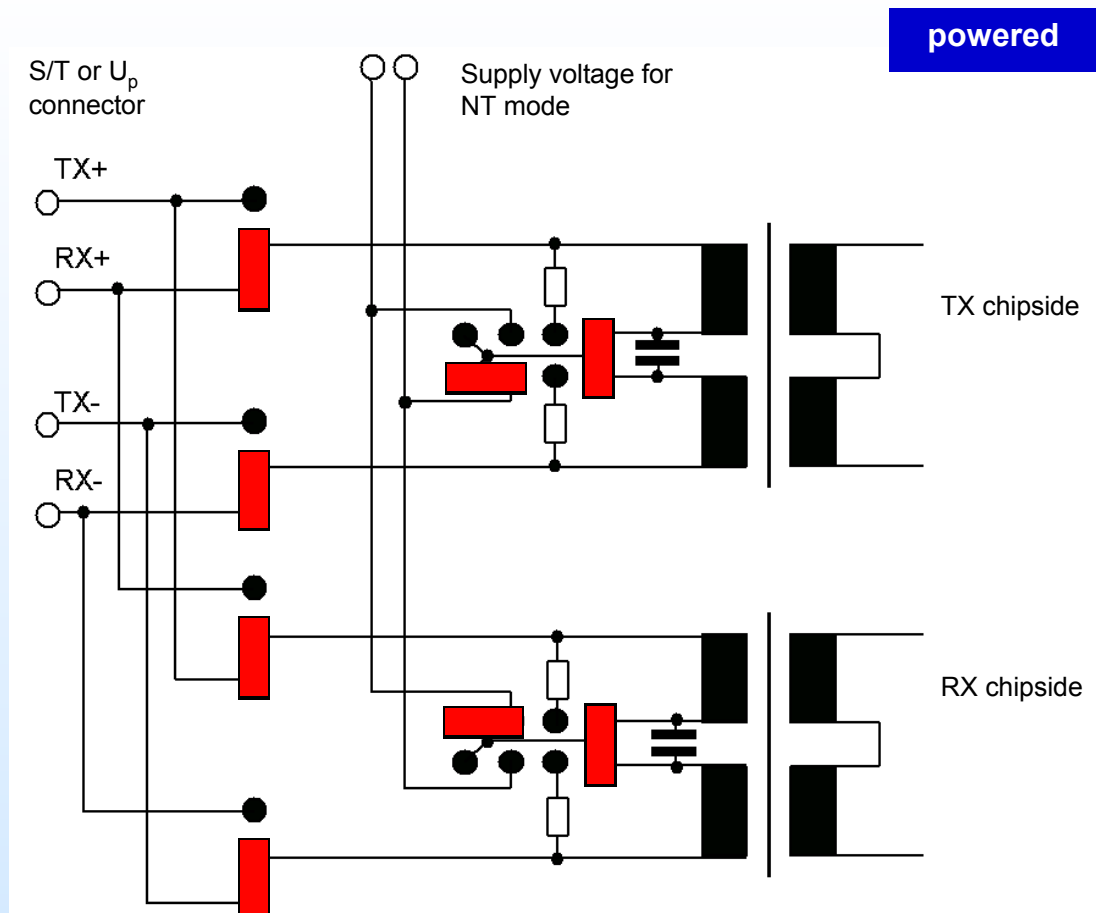 powered
S/T or Up
connector
Supply voltage for
NT mode
TX+
RX+
TX chipside
TX-
RX-
RX chipside